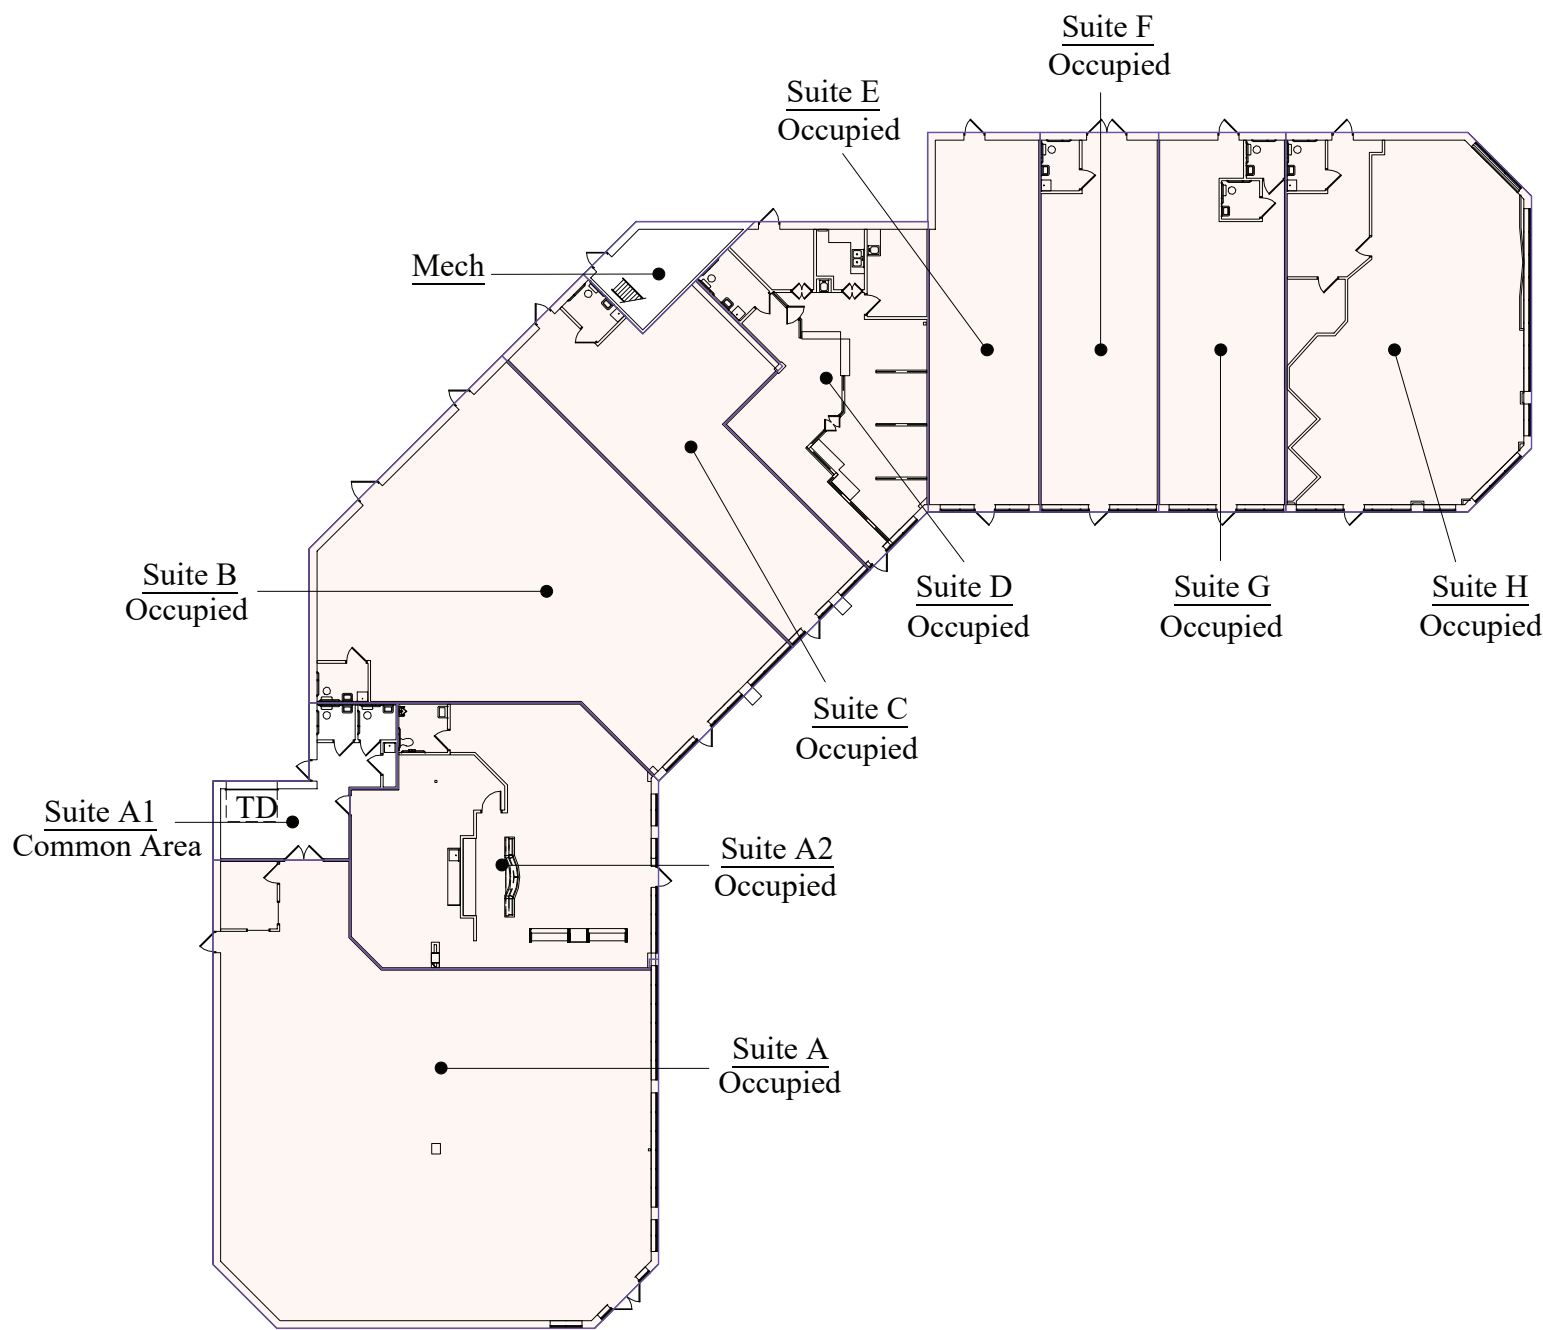 Suite F
Occupied
Suite E
Occupied
Mech
Suite B
Occupied
Suite D
Occupied
Suite G
Occupied
Suite H
Occupied
Suite C
Occupied
TD
Suite A1
Common Area
Suite A2
Occupied
Suite A
Occupied